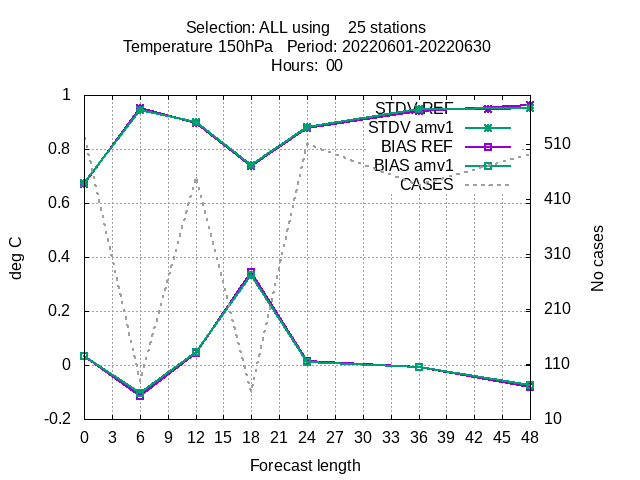 Selection: ALL using    25 stations
Temperature 150hPa   Period: 20220601-20220630
Hours:  00
1
0.8
0.6
0.4
0.2
0
-0.2
deg C
STDV REF
STDV amv1
BIAS REF
BIAS amv1
CASES
510
410
310
210
110
10
No cases
0 3 6 9 12 15 18 21 24 27 30 33 36 39 42 45 48
Forecast length